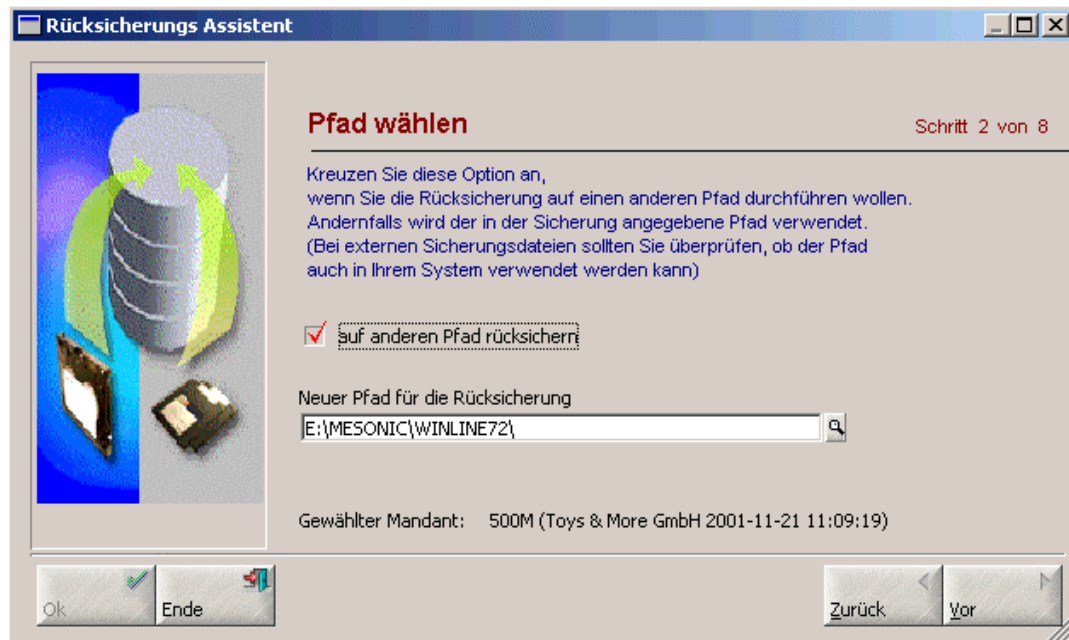 Rücksicherungs Assistent
Pfad wählen
Schritt 2 von 8
Kreuzen Sie diese Option an,
wenn Sie die Rücksicherung auf einen anderen Pfad durchführen wollen.
Andernfalls wird der in der Sicherung angegebene Pfad verwendet.
(Bei externen Sicherungsdateien sollten Sie überprüfen, ob der Pfad
auch in Ihrem System verwendet werden kann)
auf anderen Pfad rücksichern
Neuer Pfad für die Rücksicherung
E:\MESONIC\WINLINE72\
Gewählter Mandant: 500M (Toys & More GmbH 2001-11-21 11:09:19)
Ok
Ende
Zurück
Vor